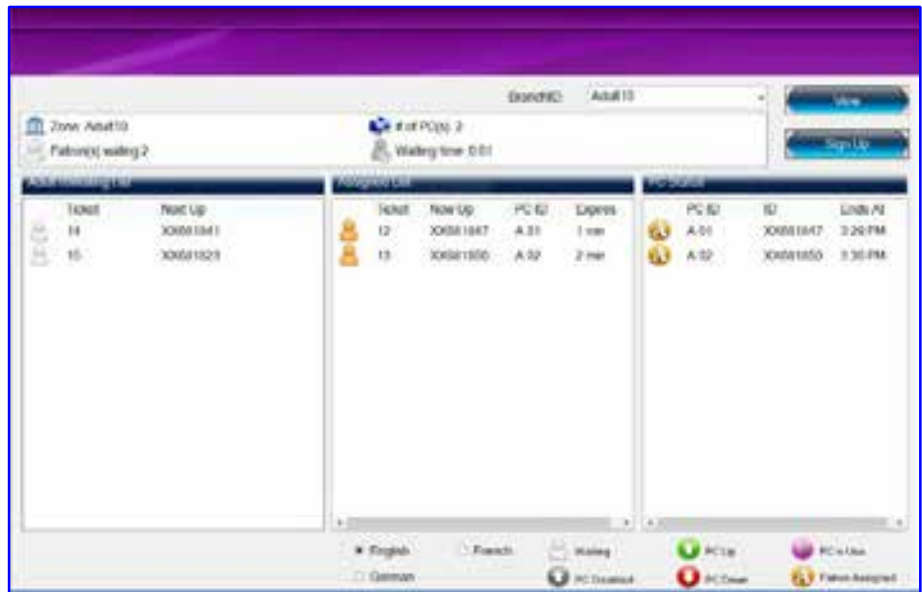 BranchID: Adult10
View
Zone: Adult10
# of PC(s): 2
Patron(s) waiting:2
Waiting time: 0:01
Sign Up
Assigned List
PC Status
Ticket Next Up
14
15
Ticket Now Up PC ID Expires
12 A 01 1 min
13 A 02 2 min
PC ID ID Ends At
A 01 3:29 PM
A 02 3:30 PM
English French Waiting PC Up PC in Use
German PC Disabled PC Down Patron Assigned